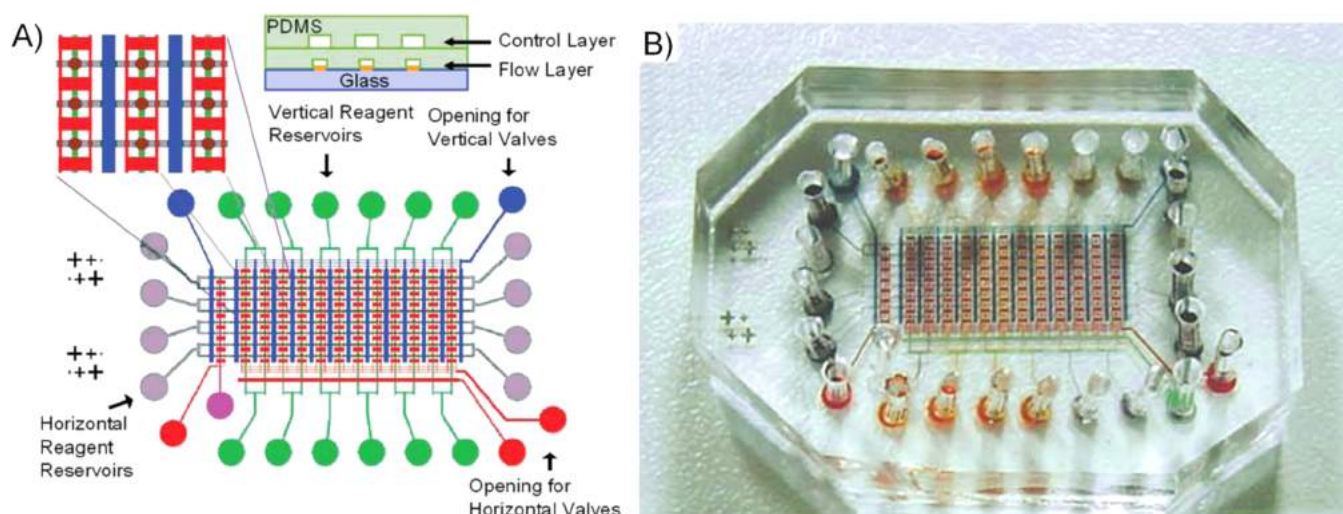 A)
PDMS
Control Layer
Flow Layer
Glass
Vertical Reagent
Reservoirs
Opening for
Vertical Valves
Horizontal
Reagent
Reservoirs
Opening for
Horizontal Valves
B)